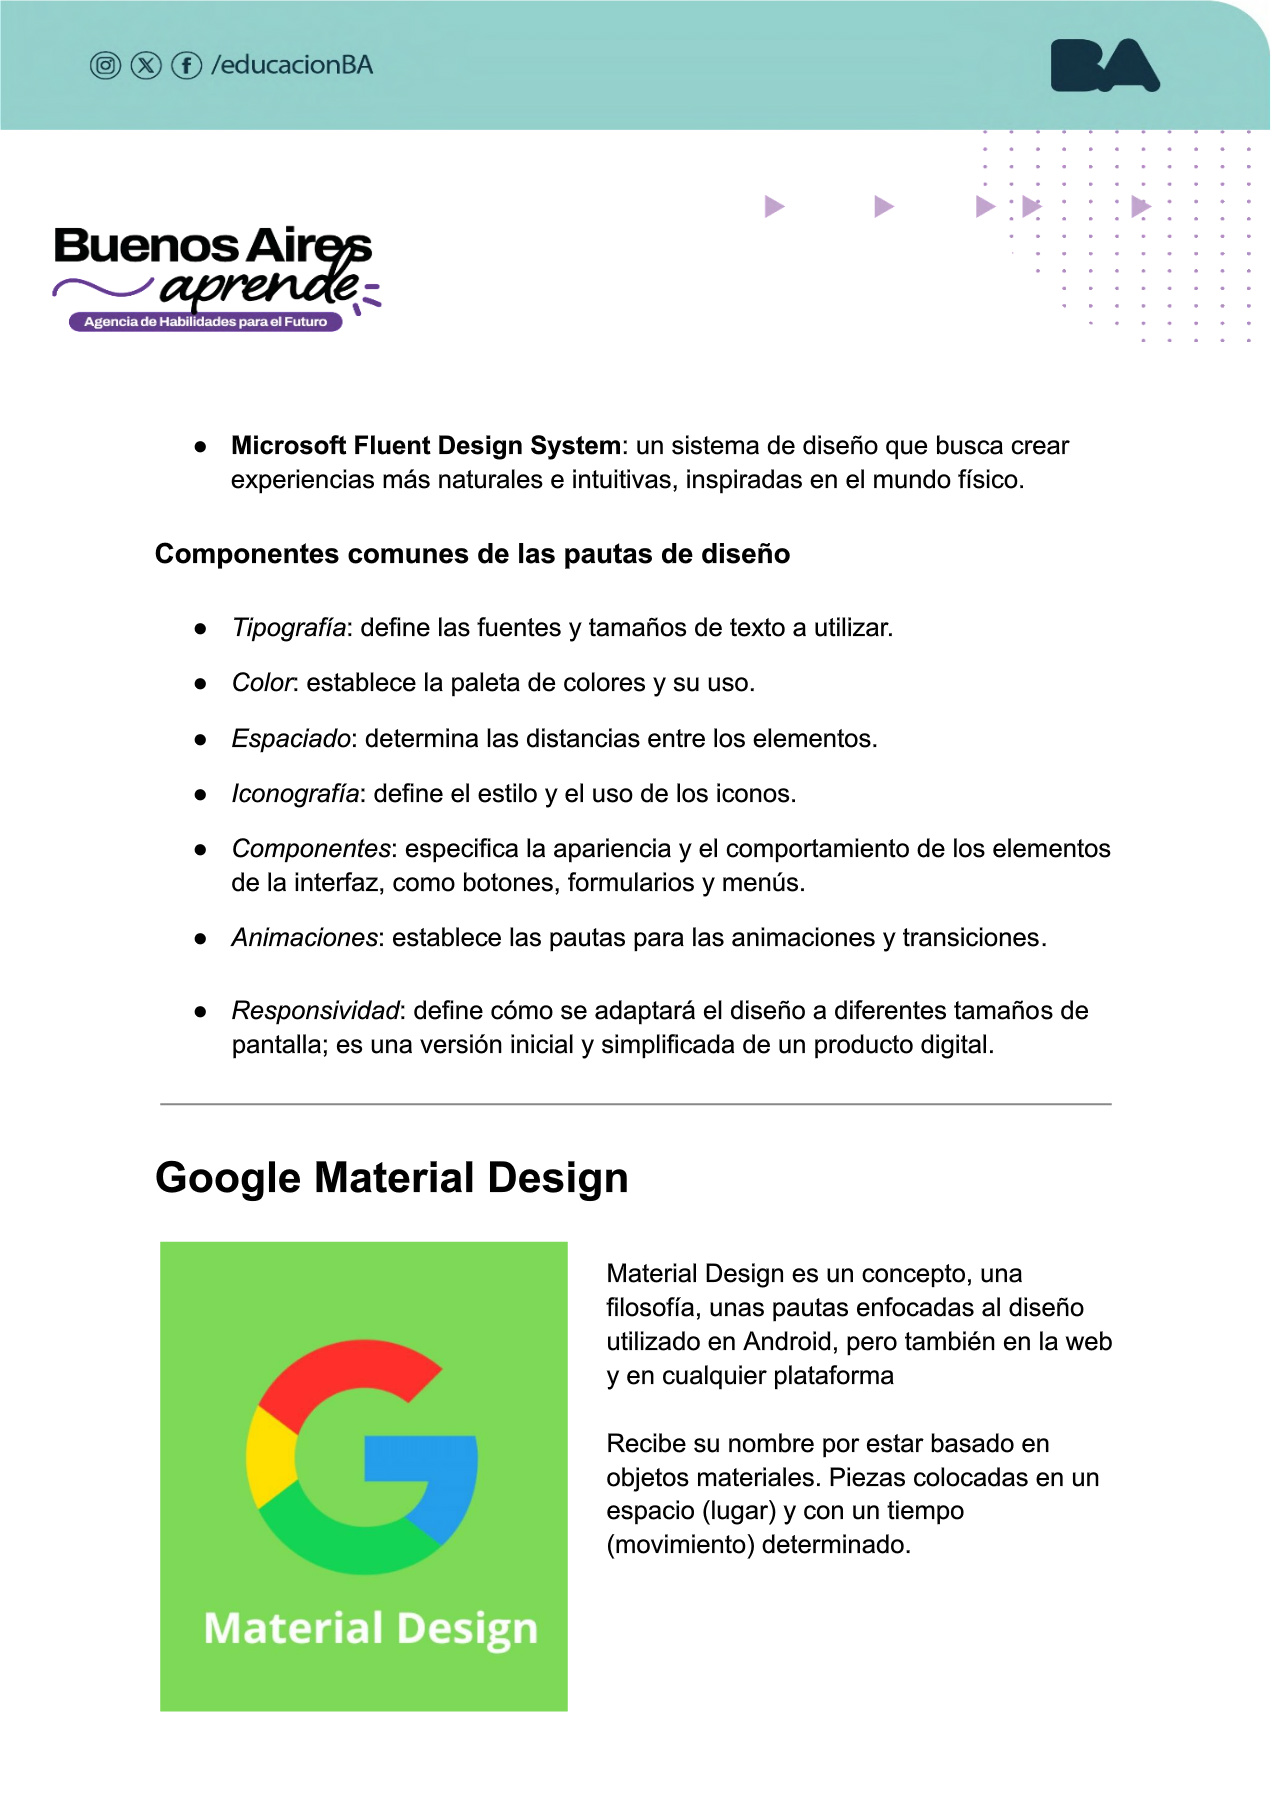 /educacionBA
BA
Buenos Aires
aprende
Agencia de Habilidades para el Futuro
● Microsoft Fluent Design System: un sistema de diseño que busca crear
experiencias más naturales e intuitivas, inspiradas en el mundo físico.
Componentes comunes de las pautas de diseño
● Tipografía: define las fuentes y tamaños de texto a utilizar.
● Color: establece la paleta de colores y su uso.
● Espaciado: determina las distancias entre los elementos.
● Iconografía: define el estilo y el uso de los iconos.
● Componentes: especifica la apariencia y el comportamiento de los elementos
de la interfaz, como botones, formularios y menús.
● Animaciones: establece las pautas para las animaciones y transiciones.
● Responsividad: define cómo se adaptará el diseño a diferentes tamaños de
pantalla; es una versión inicial y simplificada de un producto digital.
Google Material Design
Material Design es un concepto, una
filosofía, unas pautas enfocadas al diseño
utilizado en Android, pero también en la web
y en cualquier plataforma
Recibe su nombre por estar basado en
objetos materiales. Piezas colocadas en un
espacio (lugar) y con un tiempo
(movimiento) determinado.
G
Material Design